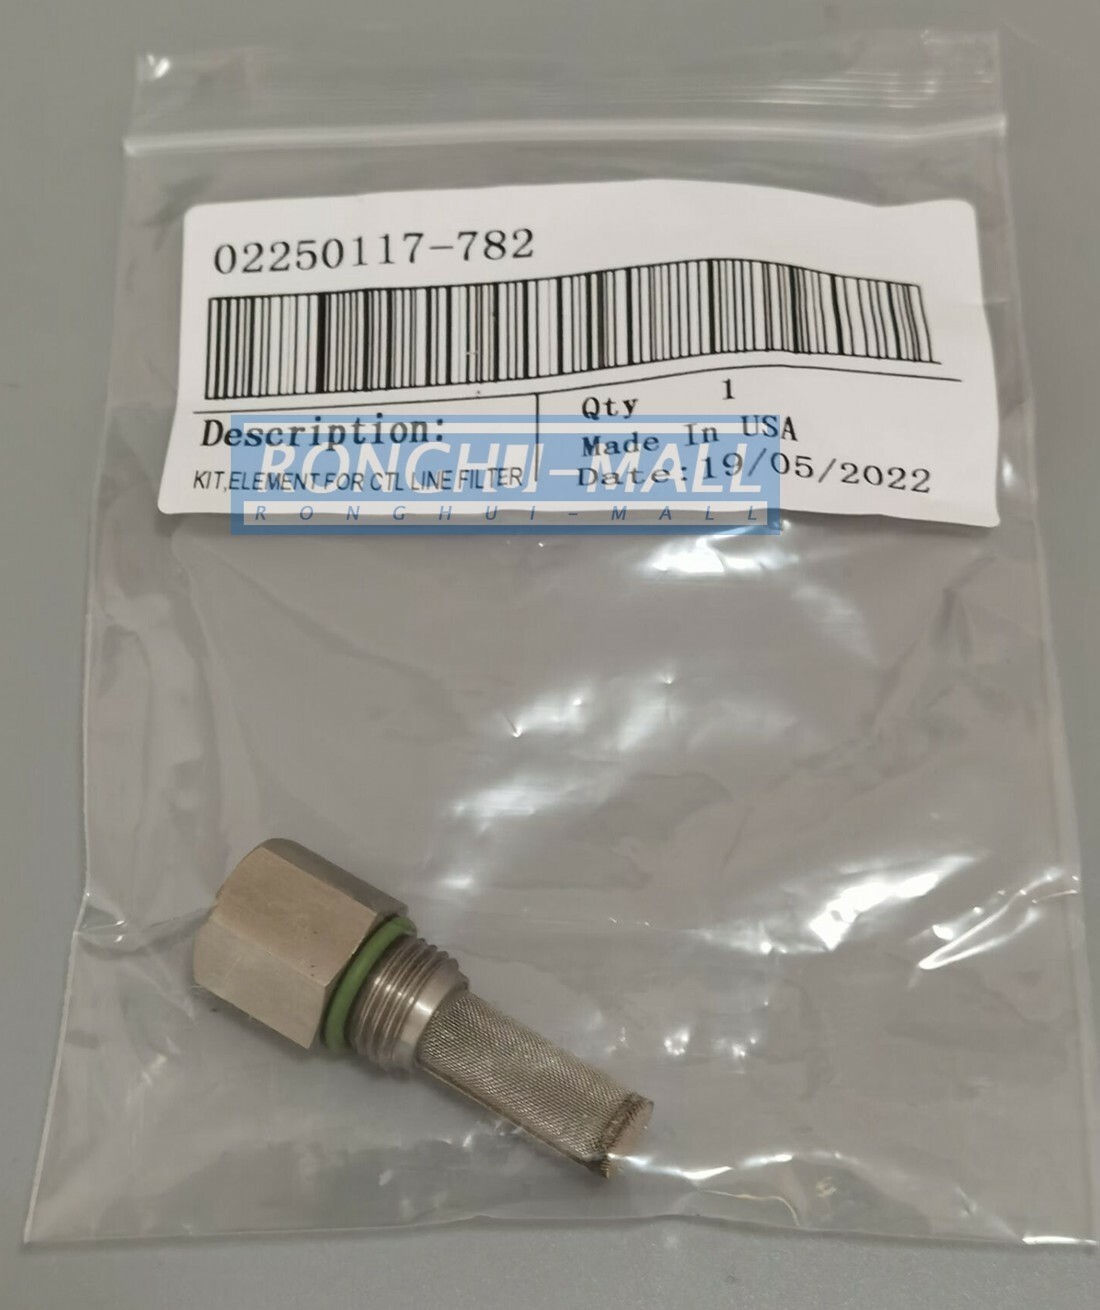 02250117-782
Qty 1
Description:
Made In USA
KIT,ELEMENT FOR CTL LINE FILTER
Date:19/05/2022
RONGHUI-MALL
RONGHUI-MALL